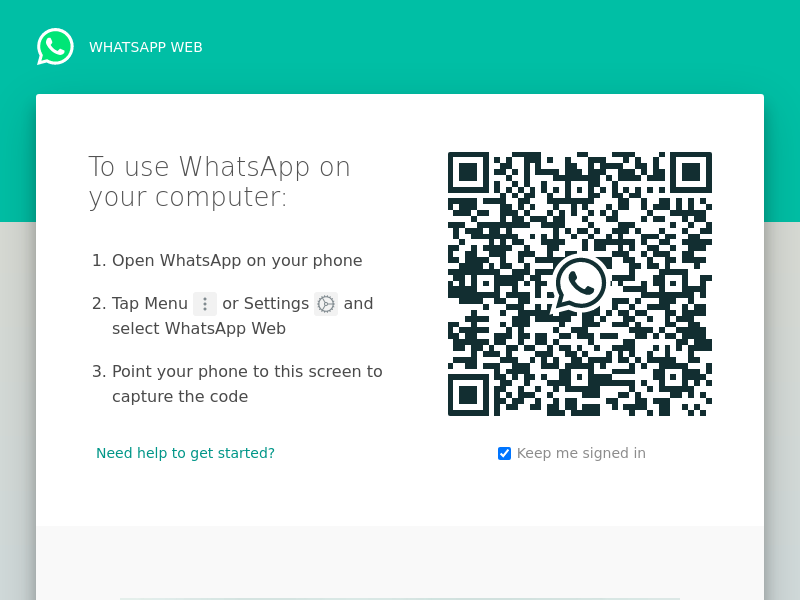 WHATSAPP WEB
To use WhatsApp on
your computer:
1. Open WhatsApp on your phone
2. Tap Menu or Settings and
select WhatsApp Web
3. Point your phone to this screen to
capture the code
Need help to get started?
Keep me signed in